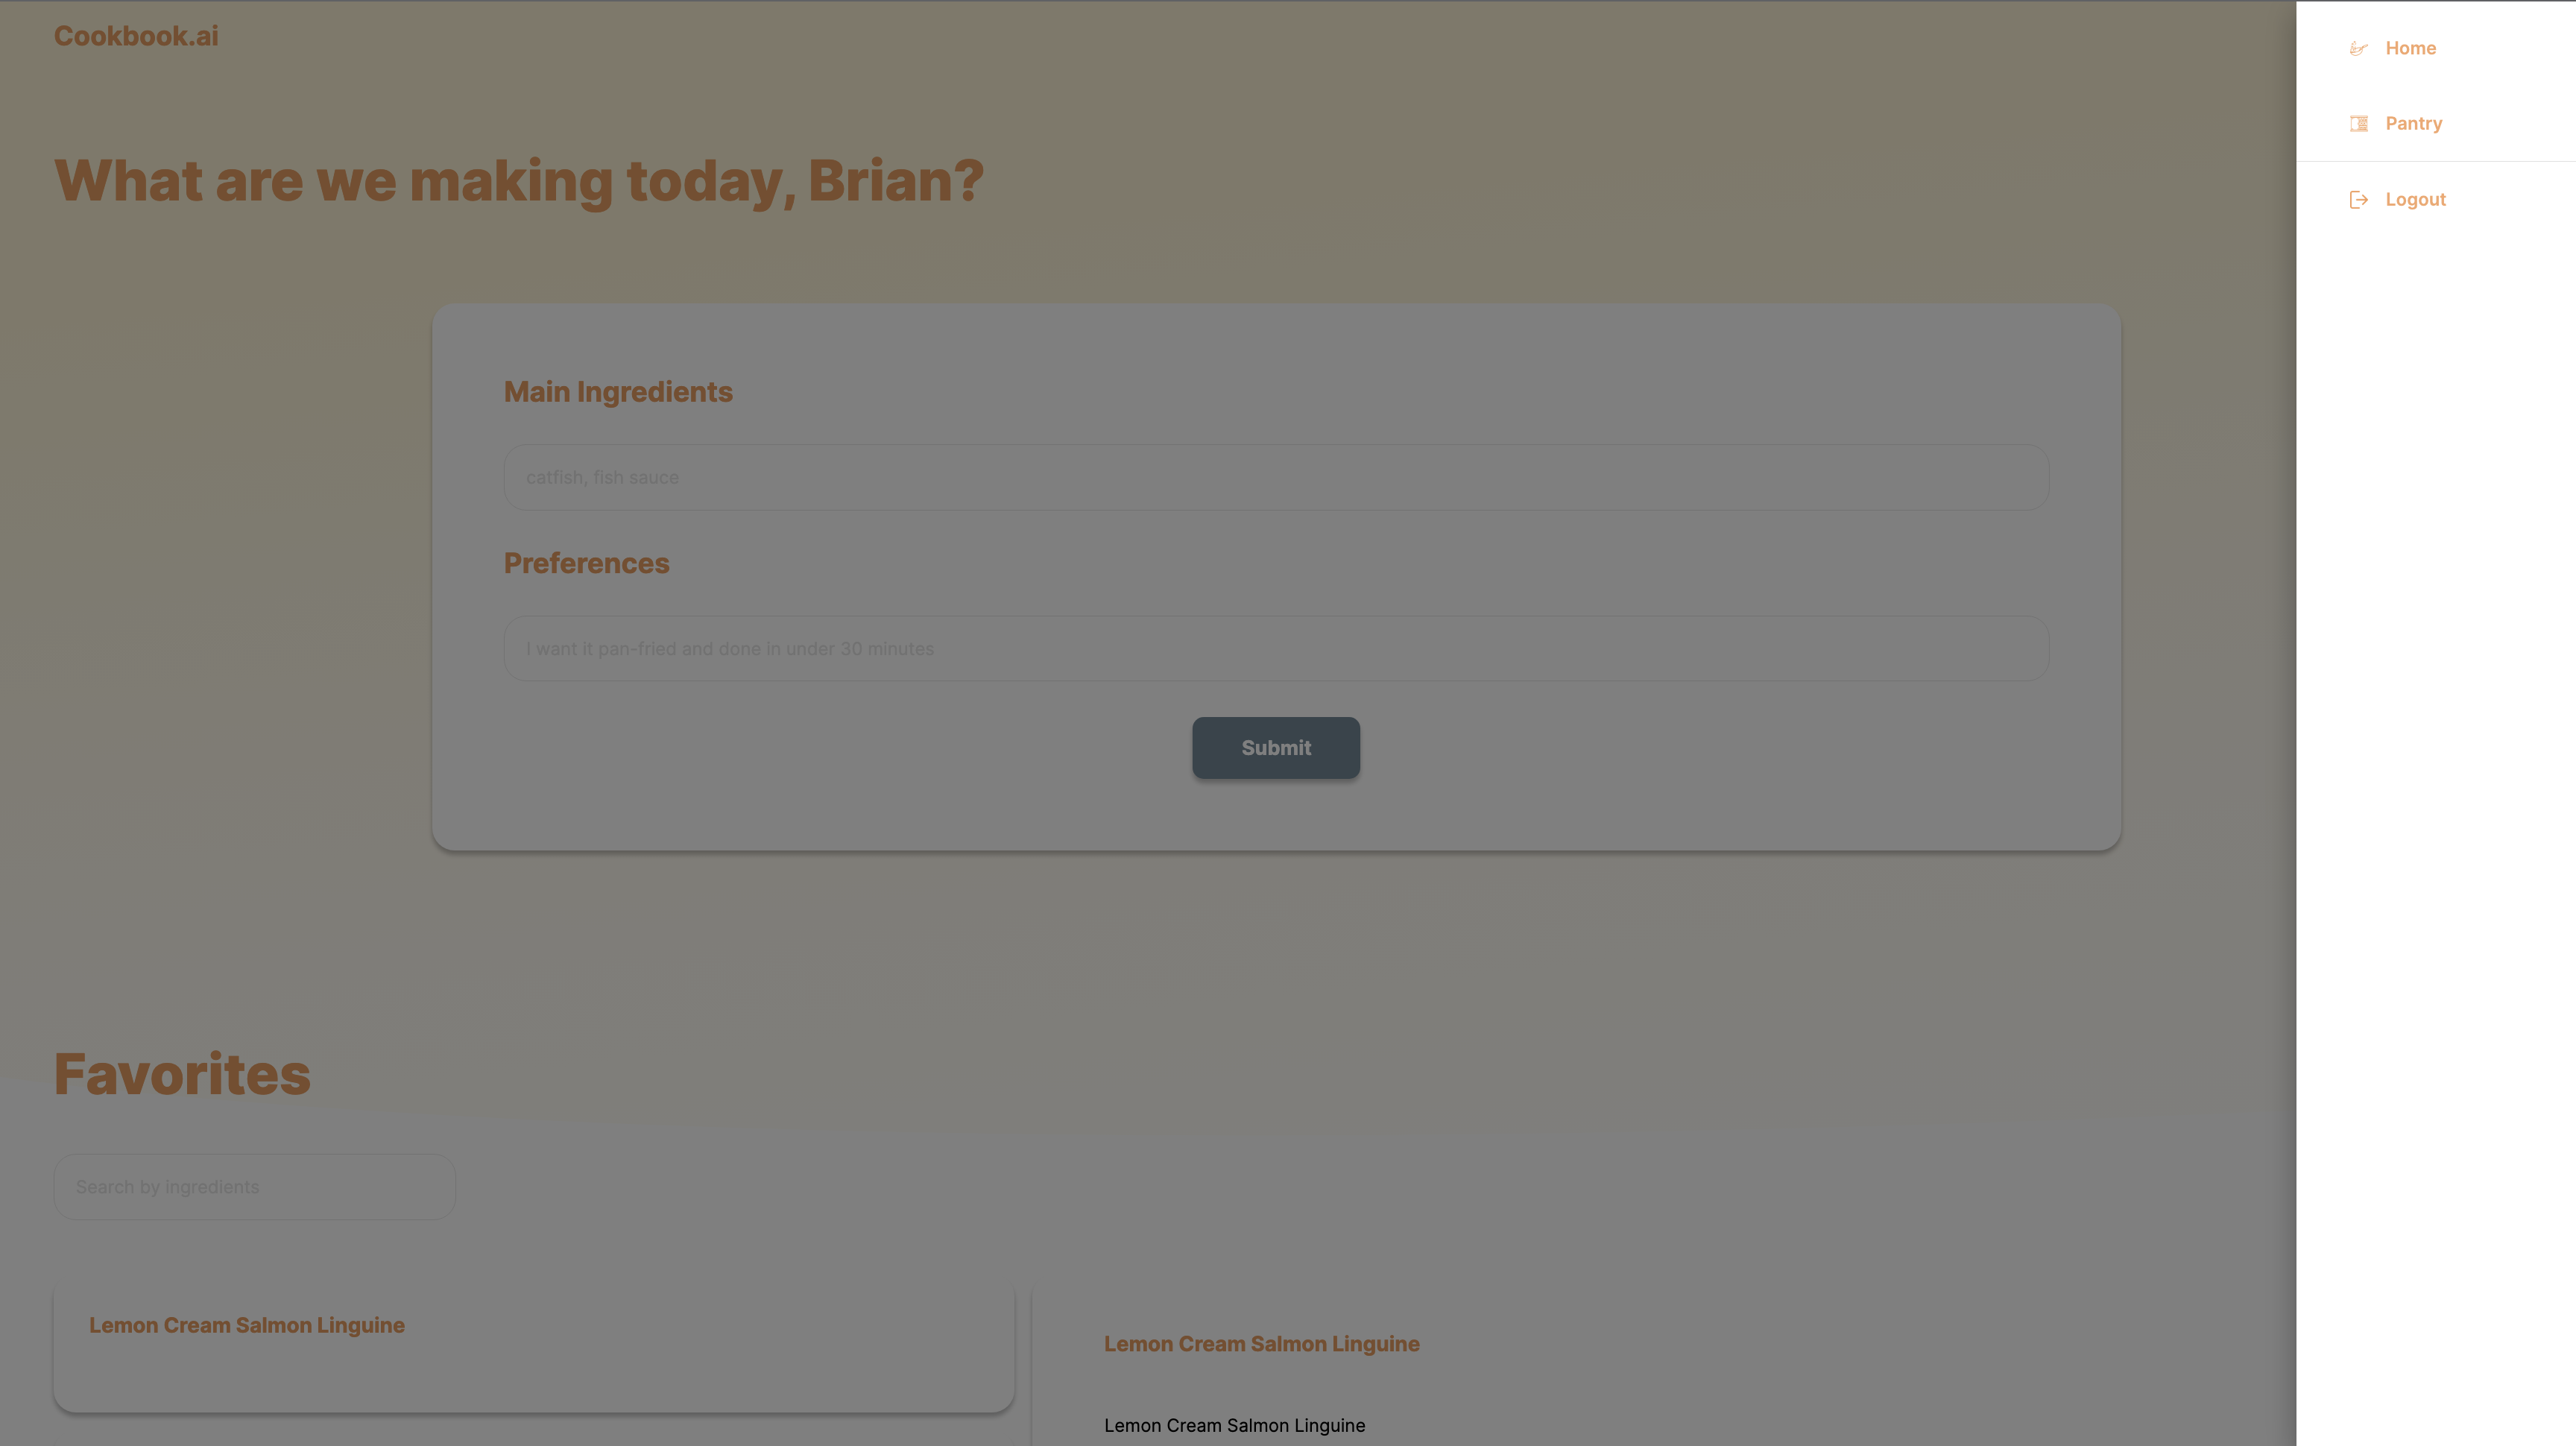 Cookbook.ai
What are we making today, Brian?
Main Ingredients
catfish, fish sauce
Preferences
I want it pan-fried and done in under 30 minutes
Submit
Favorites
Search by ingredients
Lemon Cream Salmon Linguine
Lemon Cream Salmon Linguine
Lemon Cream Salmon Linguine
Home
Pantry
Logout